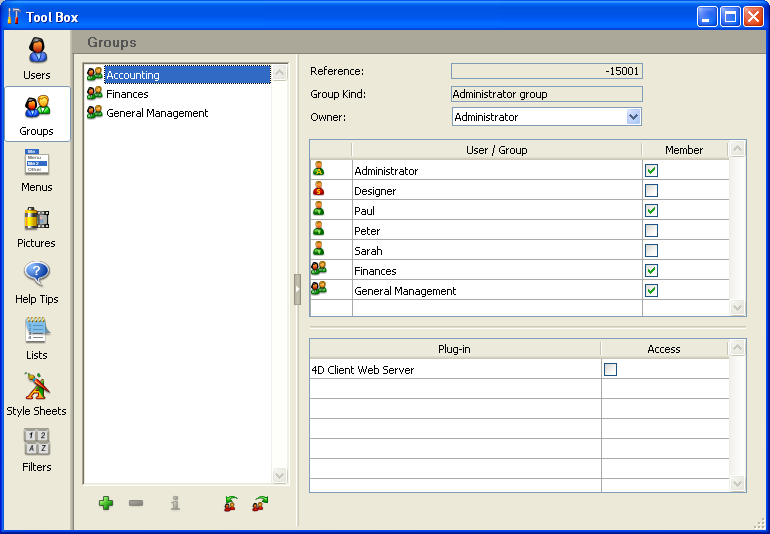 Tool Box
Groups
Users
Groups
Menus
Pictures
Help Tips
Lists
Style Sheets
Filters
Accounting
Finances
General Management
Reference: -15001
Group Kind: Administrator group
Owner: Administrator
User / Group Member
Administrator
Designer
Paul
Peter
Sarah
Finances
General Management
Plug-in Access
4D Client Web Server